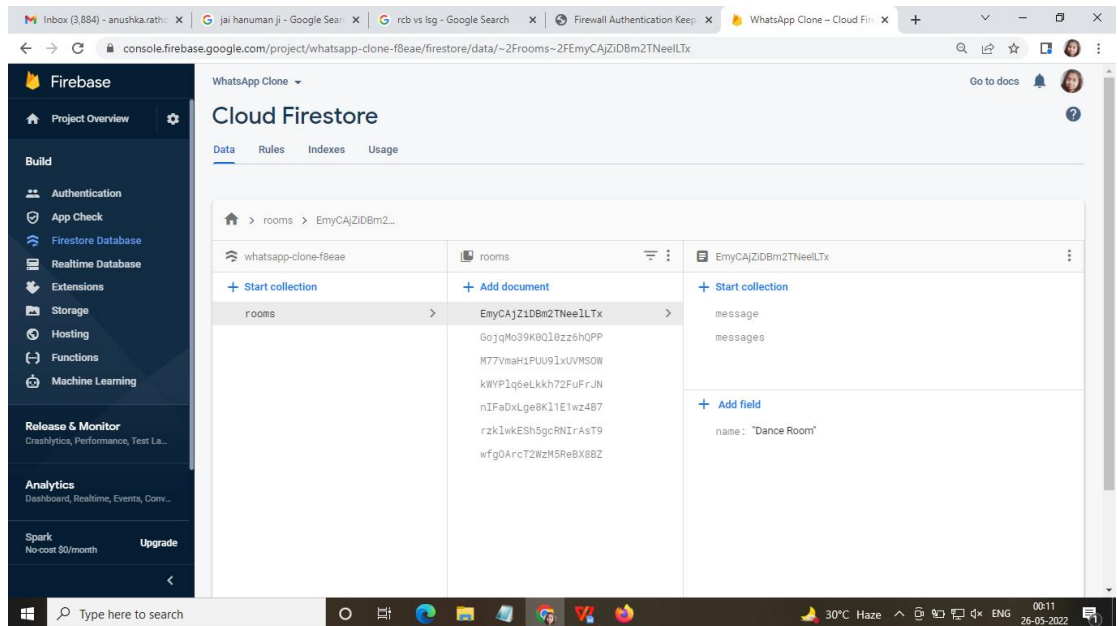 Inbox (3,884) - anushka.ratho
jai hanuman ji - Google Sear
rcb vs lsg - Google Search
Firewall Authentication Keep
WhatsApp Clone – Cloud Fir
console.firebase.google.com/project/whatsapp-clone-f8eae/firestore/data/~2Frooms~2FEmyCAjZiDBm2TNeelLTx
Firebase
Project Overview
Build
Authentication
App Check
Firestore Database
Realtime Database
Extensions
Storage
Hosting
Functions
Machine Learning
Release & Monitor
Crashlytics, Performance, Test La...
Analytics
Dashboard, Realtime, Events, Conv...
Spark
No-cost $0/month
Upgrade
WhatsApp Clone
Go to docs
Cloud Firestore
Data Rules Indexes Usage
rooms > EmyCAjZiDBm2...
whatsapp-clone-f8eae
+ Start collection
rooms
rooms
+ Add document
EmyCAjZiDBm2TNeelLTx
GojqMo39K0Ql0zz6hQPP
M77VmaHiPUU9lxUVMSOW
kWYPlq6eLkkh72FuFrJN
nIFaDxLge8Kl1E1wz4B7
rzklwkESh5gcRNIrAsT9
wfgOArcT2WzM5ReBX8BZ
EmyCAjZiDBm2TNeelLTx
+ Start collection
message
messages
+ Add field
name: "Dance Room"
Type here to search
30°C Haze
ENG
00:11
26-05-2022